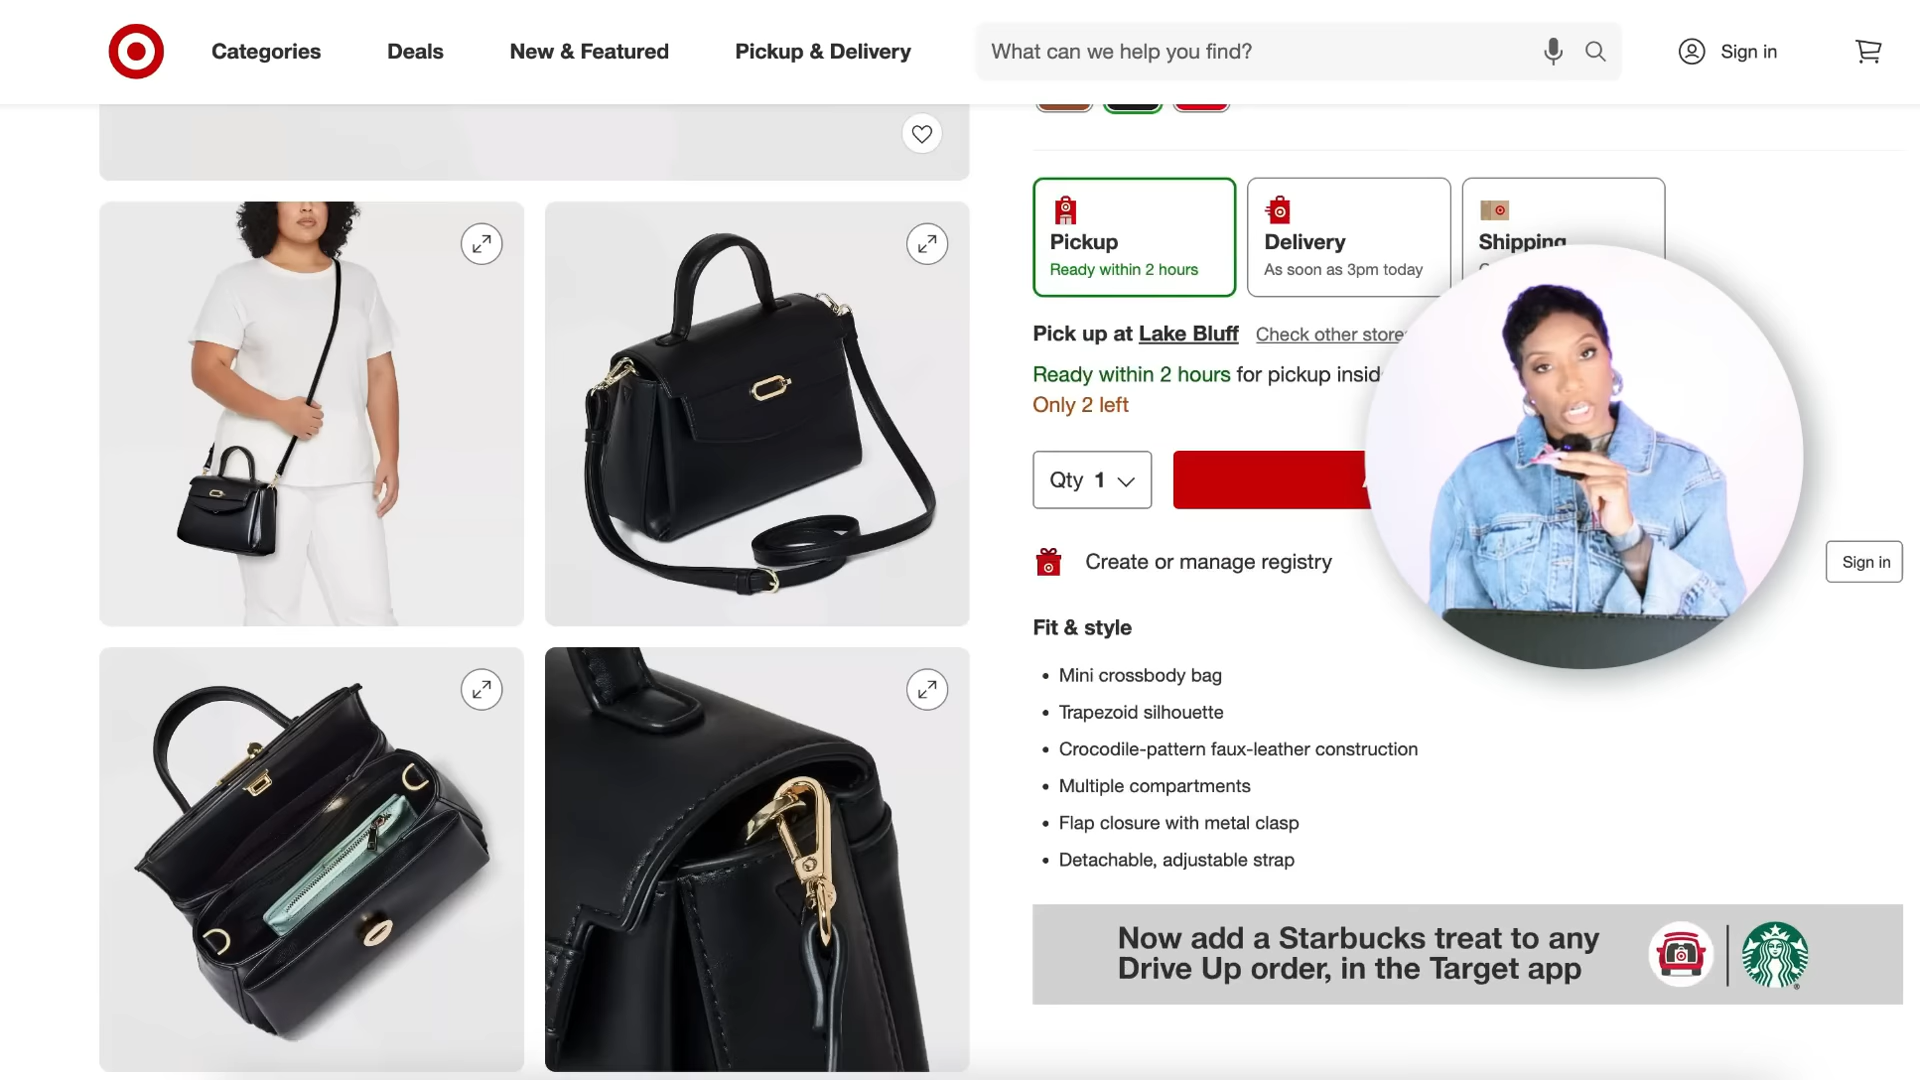 Categories
Deals
New & Featured
Pickup & Delivery
What can we help you find?
Sign in
Pickup
Ready within 2 hours
Delivery
As soon as 3pm today
Shipping
Pick up at Lake Bluff
Check other store
Ready within 2 hours for pickup insid
Only 2 left
Qty 1
Create or manage registry
Sign in
Fit & style
• Mini crossbody bag
• Trapezoid silhouette
• Crocodile-pattern faux-leather construction
• Multiple compartments
• Flap closure with metal clasp
• Detachable, adjustable strap
Now add a Starbucks treat to any
Drive Up order, in the Target app